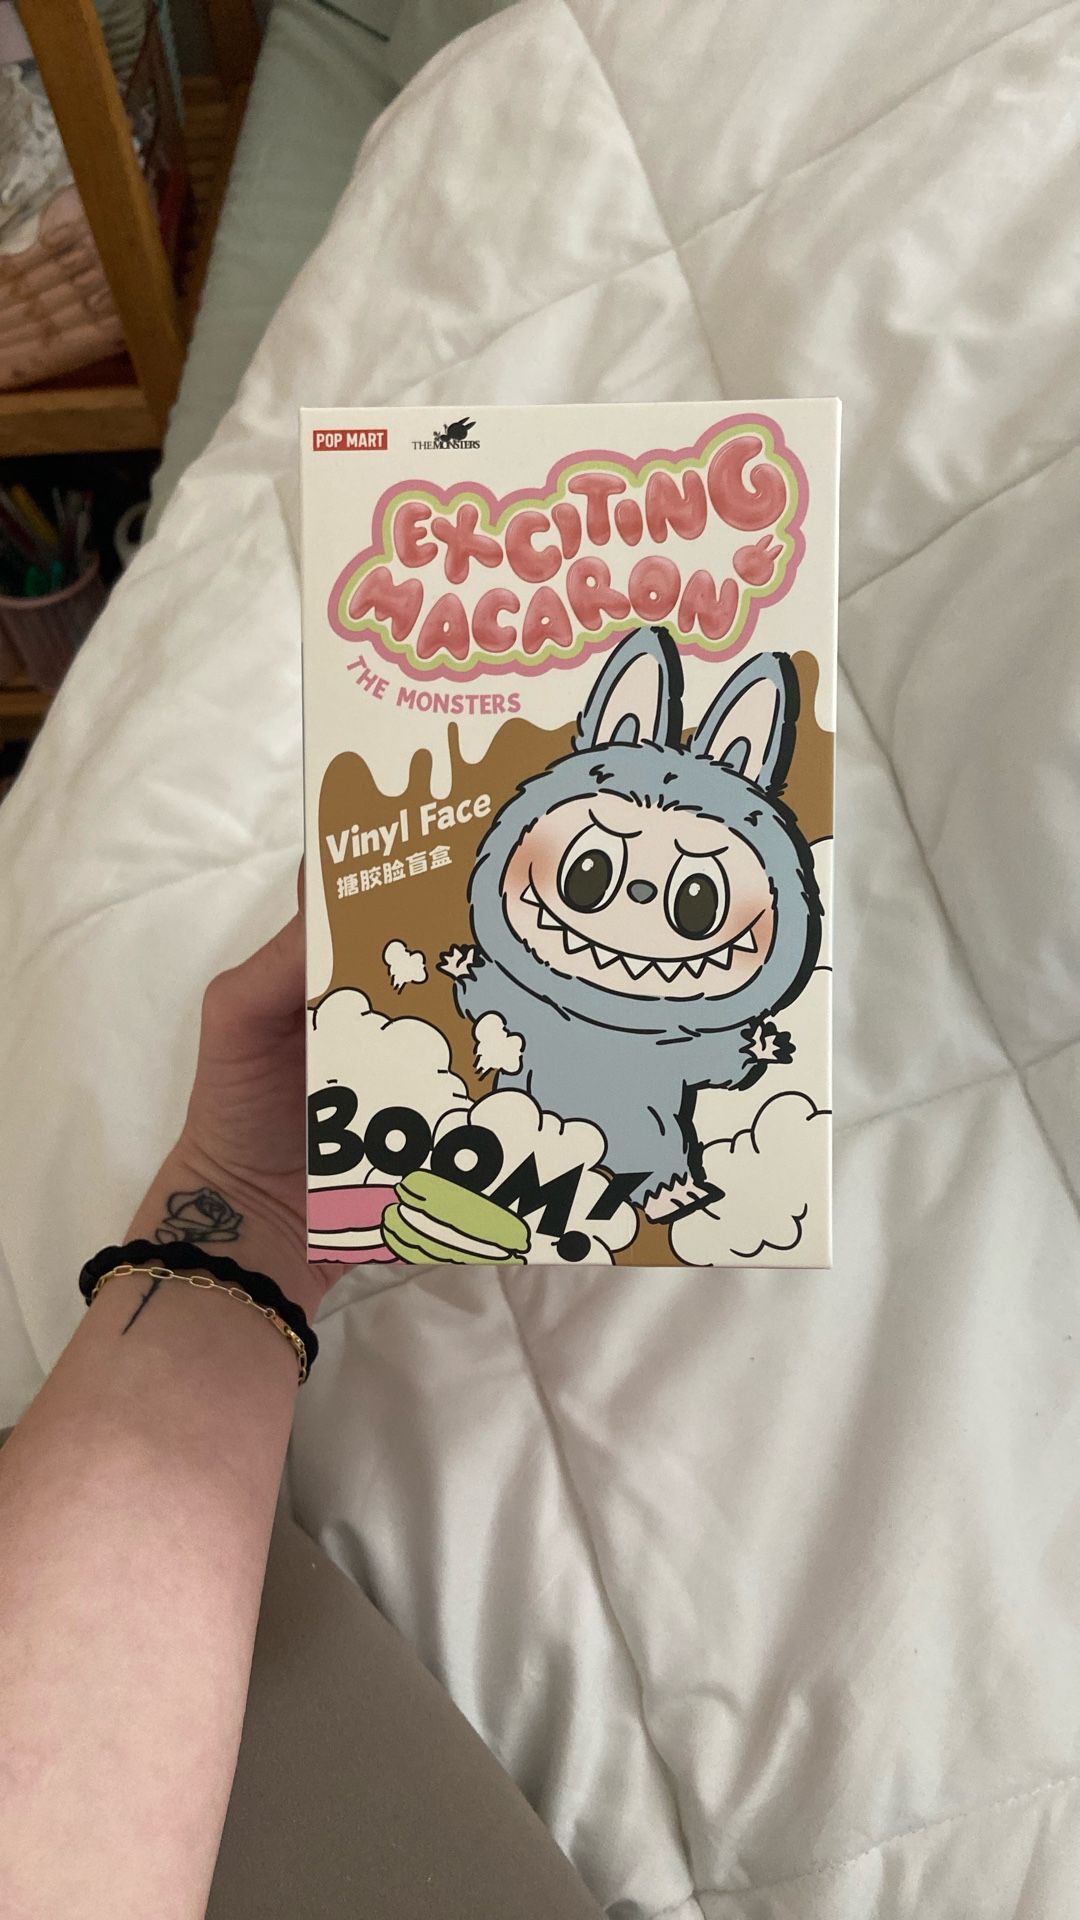 POP MART
THE MONSTERS
EXCITING
MACARON
THE MONSTERS
Vinyl Face
搪胶脸盲盒
BOOM!